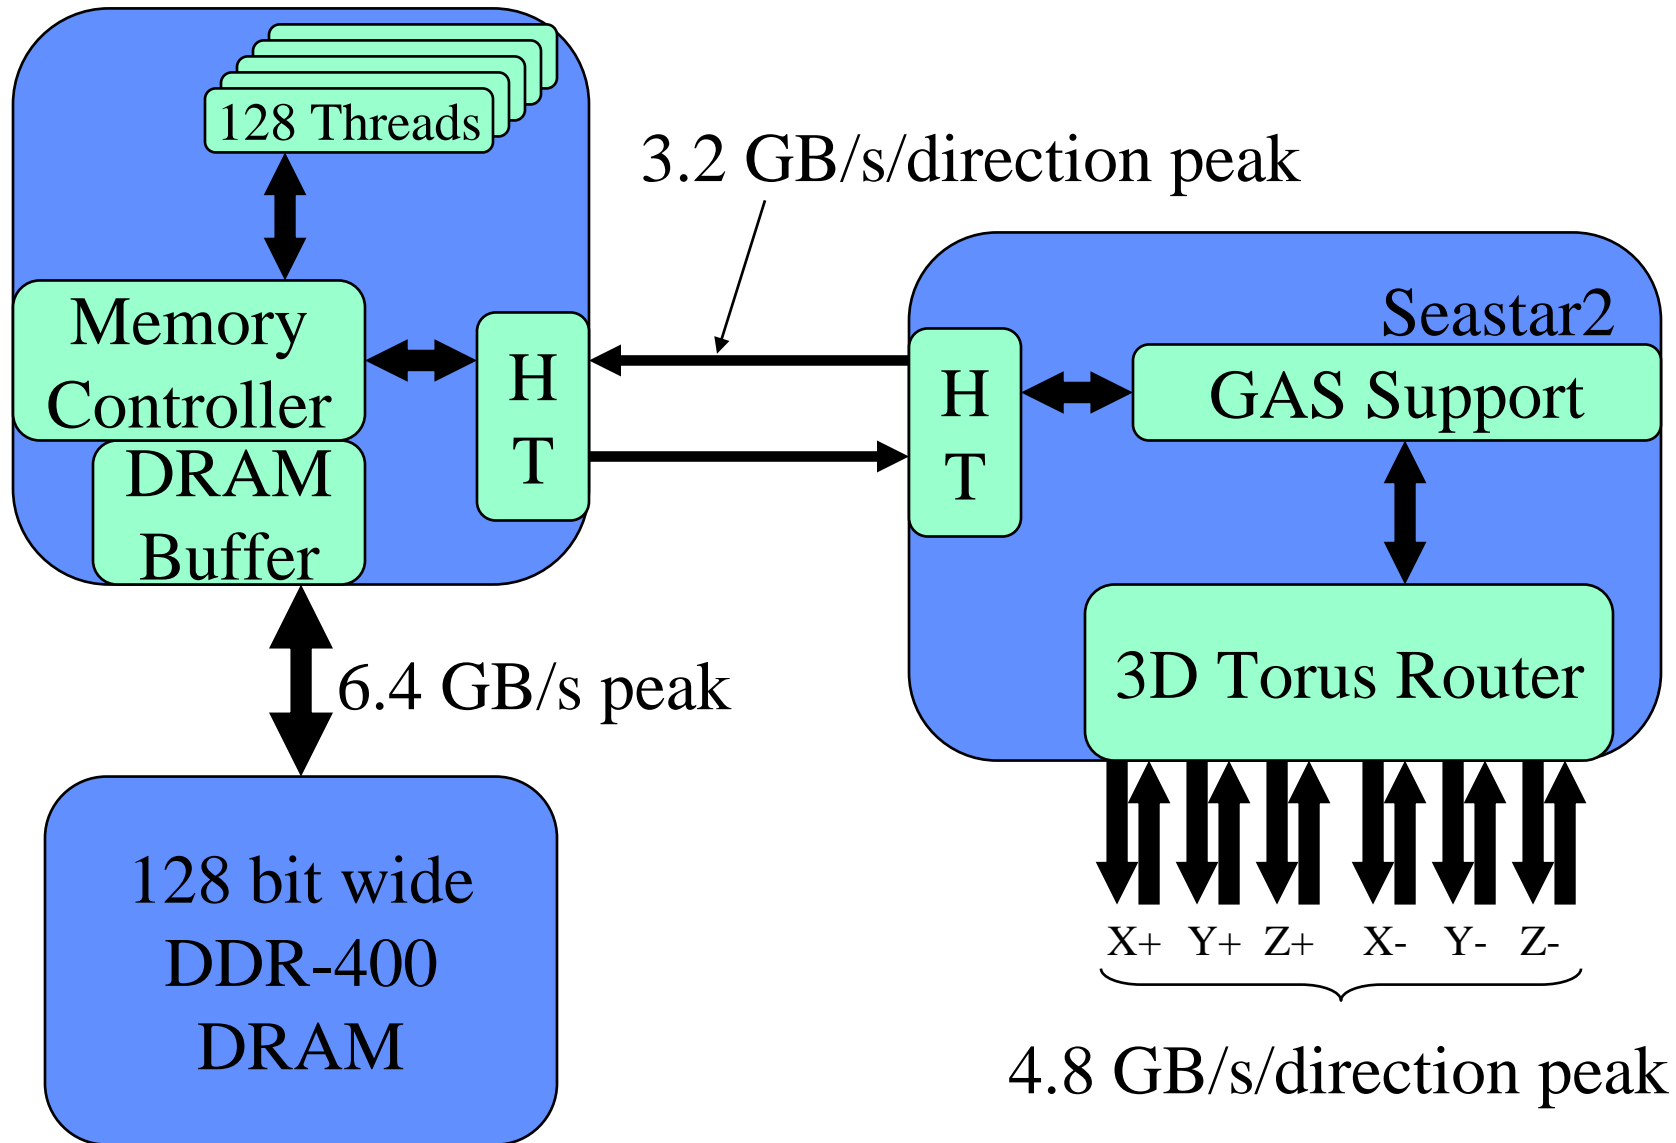 128 Threads
3.2 GB/s/direction peak
Memory
Controller
H
T
DRAM
Buffer
Seastar2
H
T
GAS Support
6.4 GB/s peak
3D Torus Router
128 bit wide
DDR-400
DRAM
X+ Y+ Z+ X- Y- Z-
4.8 GB/s/direction peak